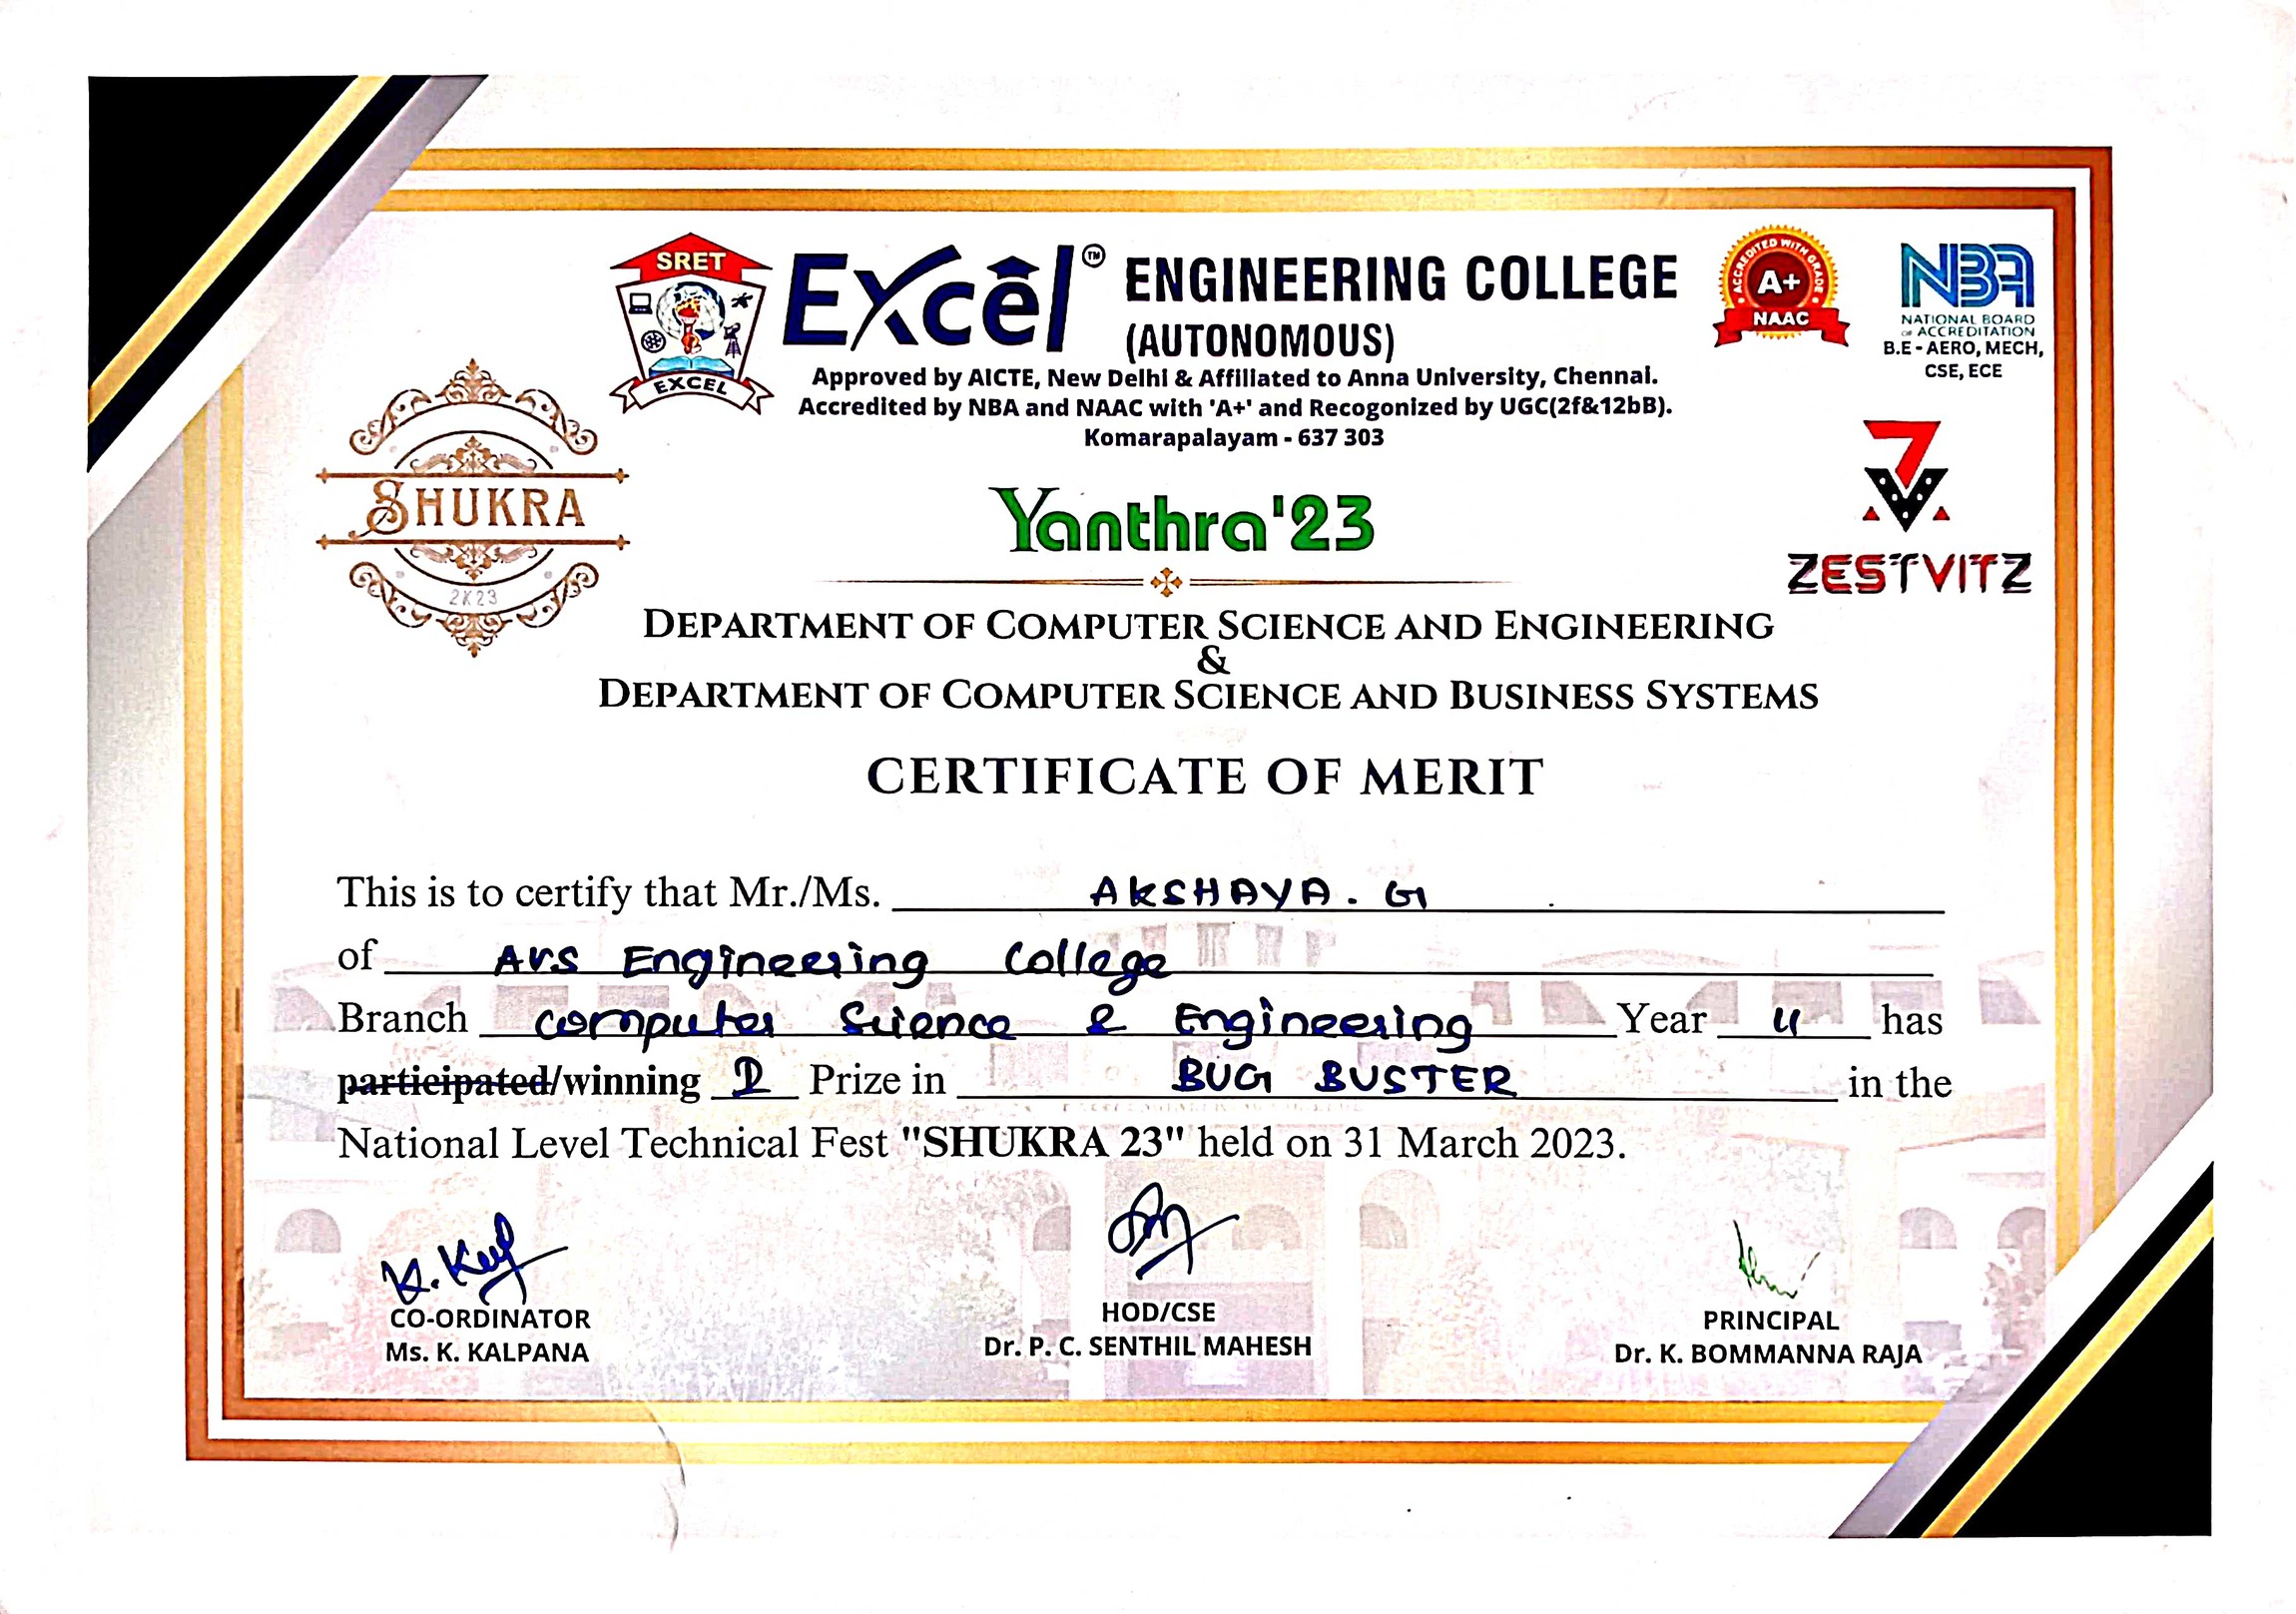 SRET
EXCEL
Excel™ ENGINEERING COLLEGE
(AUTONOMOUS)
Approved by AICTE, New Delhi & Affiliated to Anna University, Chennai.
Accredited by NBA and NAAC with 'A+' and Recogonized by UGC(2f&12bB).
Komarapalayam - 637 303
ACCREDITED WITH GRADE
A+
NAAC
NBA
NATIONAL BOARD
OF ACCREDITATION
B.E - AERO, MECH,
CSE, ECE
SHUKRA
2K23
Yanthra'23
ZESTVITZ
DEPARTMENT OF COMPUTER SCIENCE AND ENGINEERING
&
DEPARTMENT OF COMPUTER SCIENCE AND BUSINESS SYSTEMS
CERTIFICATE OF MERIT
This is to certify that Mr./Ms. AKSHAYA. G
of AVS Engineering College
Branch Computer Science & Engineering Year II has
participated/winning I Prize in BUG BUSTER in the
National Level Technical Fest "SHUKRA 23" held on 31 March 2023.
K. Kalp
CO-ORDINATOR
Ms. K. KALPANA
HOD/CSE
Dr. P. C. SENTHIL MAHESH
PRINCIPAL
Dr. K. BOMMANNA RAJA